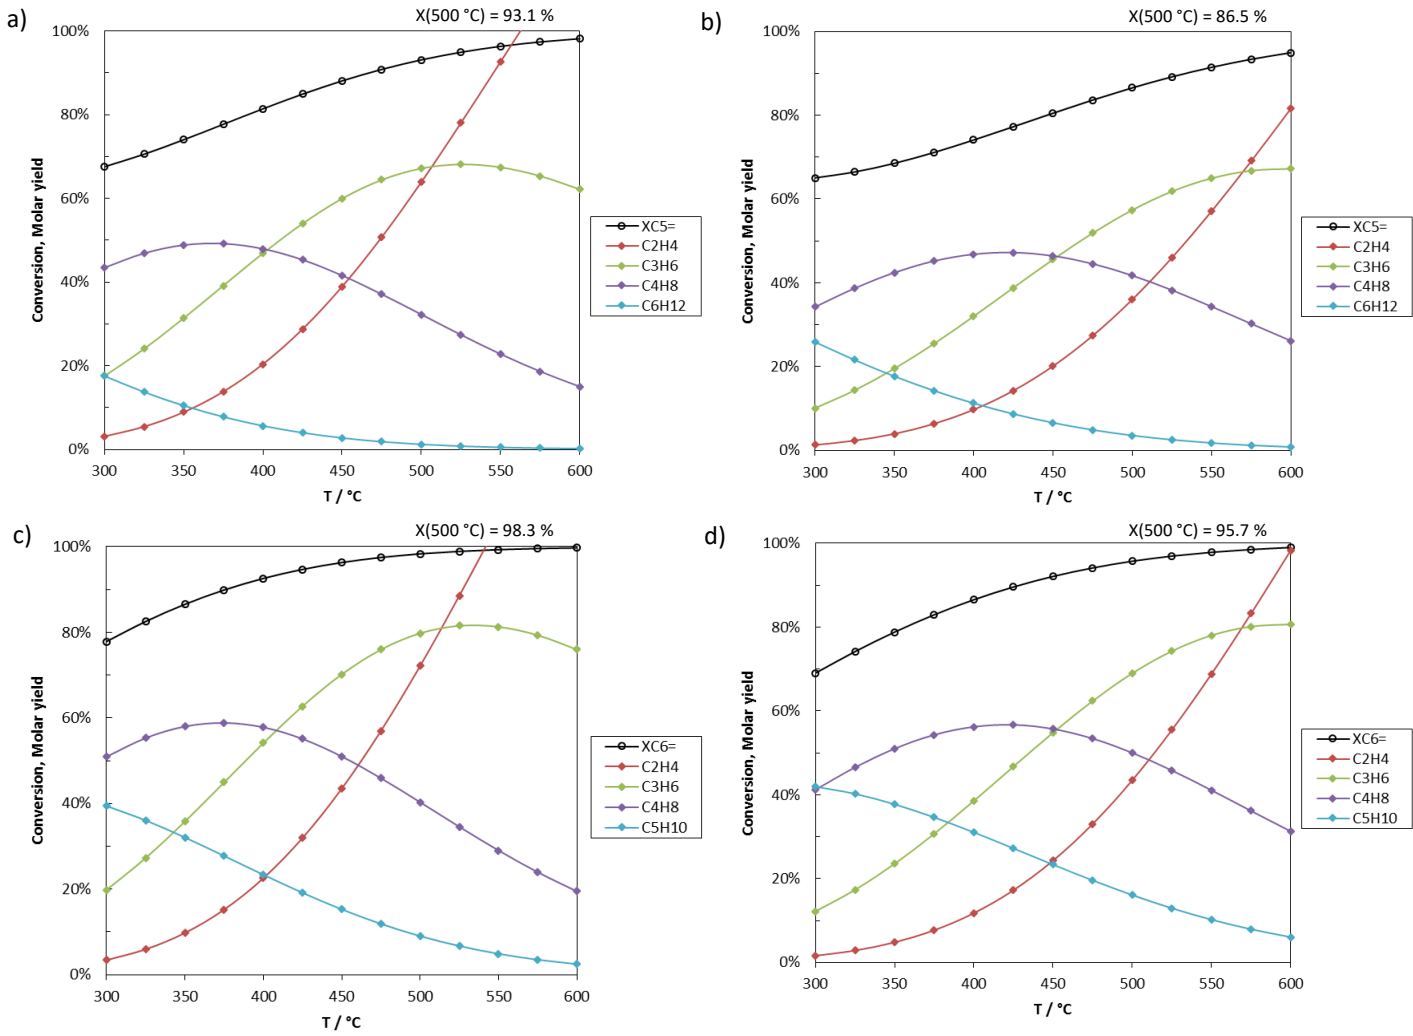 a)
X(500 °C) = 93.1 %
100%
80%
60%
40%
20%
0%
Conversion, Molar yield
300 350 400 450 500 550 600
T / °C
XC5=
C2H4
C3H6
C4H8
C6H12
b)
X(500 °C) = 86.5 %
100%
80%
60%
40%
20%
0%
Conversion, Molar yield
300 350 400 450 500 550 600
T / °C
XC5=
C2H4
C3H6
C4H8
C6H12
c)
X(500 °C) = 98.3 %
100%
80%
60%
40%
20%
0%
Conversion, Molar yield
300 350 400 450 500 550 600
T / °C
XC6=
C2H4
C3H6
C4H8
C5H10
d)
X(500 °C) = 95.7 %
100%
80%
60%
40%
20%
0%
Conversion, Molar yield
300 350 400 450 500 550 600
T / °C
XC6=
C2H4
C3H6
C4H8
C5H10